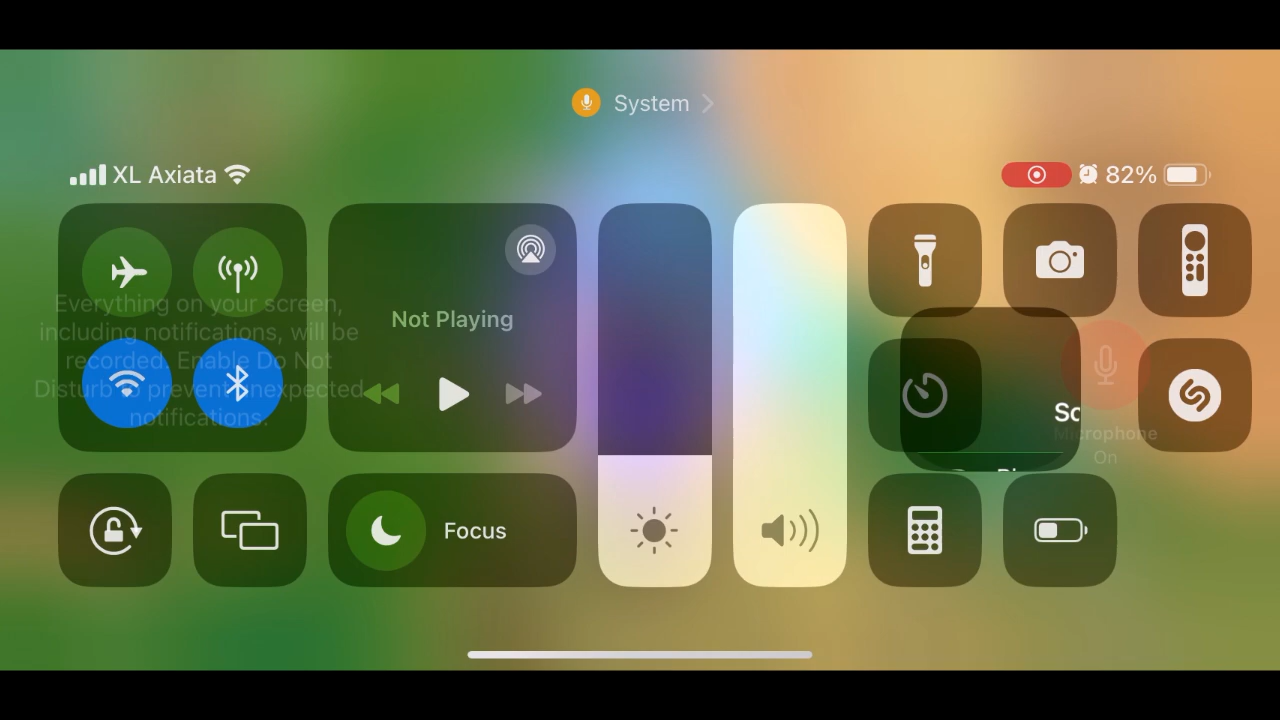 System
XL Axiata
82%
Everything on your screen,
including notifications, will be
recorded. Enable Do Not
Disturb to prevent unexpected
notifications.
Not Playing
Microphone
On
Focus